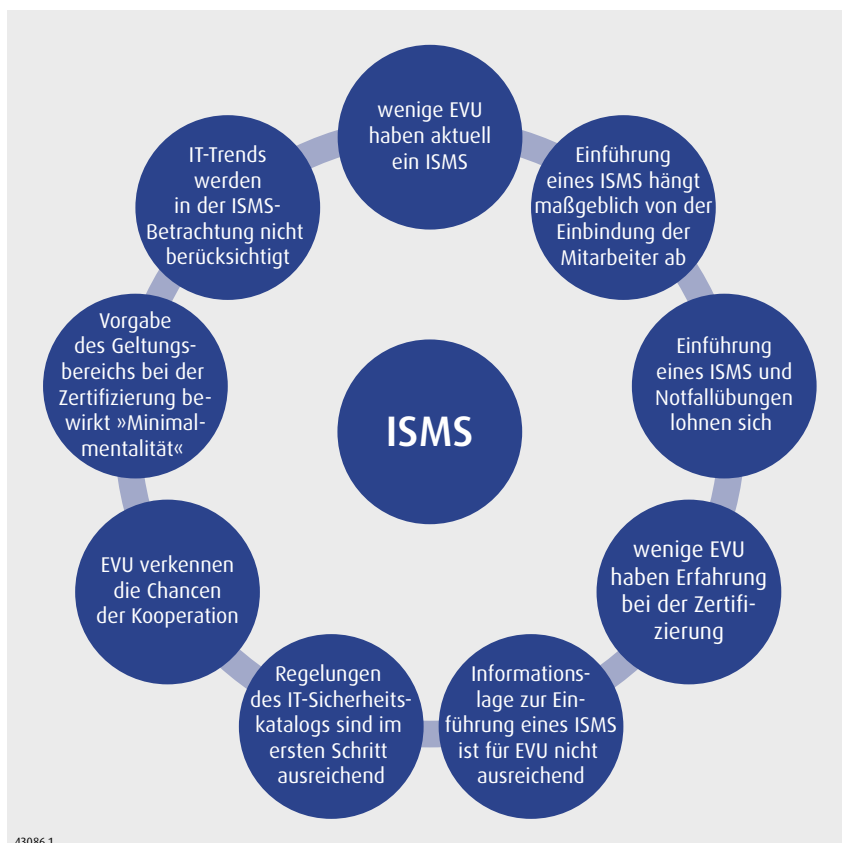 wenige EVU
haben aktuell
ein ISMS
Einführung
eines ISMS hängt
maßgeblich von der
Einbindung der
Mitarbeiter ab
Einführung
eines ISMS und
Notfallübungen
lohnen sich
wenige EVU
haben Erfahrung
bei der Zertifi-
zierung
Informations-
lage zur Ein-
führung eines ISMS
ist für EVU nicht
ausreichend
Regelungen
des IT-Sicherheits-
katalogs sind im
ersten Schritt
ausreichend
EVU verkennen
die Chancen
der Kooperation
Vorgabe
des Geltungs-
bereichs bei der
Zertifizierung be-
wirkt »Minimal-
mentalität«
IT-Trends
werden
in der ISMS-
Betrachtung nicht
berücksichtigt
ISMS
43086.1